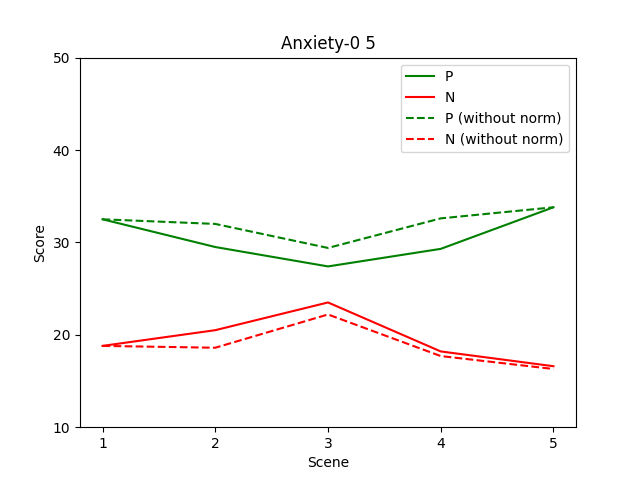 Anxiety-0 5
50
40
30
20
10
Score
1 2 3 4 5
Scene
P
N
P (without norm)
N (without norm)